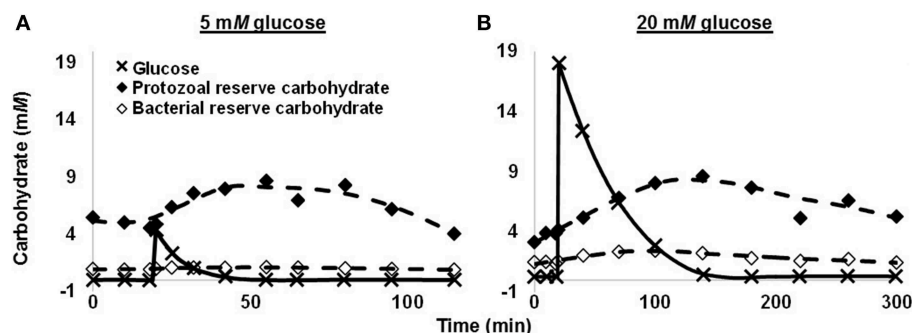 A
5 mM glucose
B
20 mM glucose
19
14
9
4
-1
Carbohydrate (mM)
Glucose
Protozoal reserve carbohydrate
Bacterial reserve carbohydrate
0
50
100
19
14
9
4
-1
0
100
200
300
Time (min)